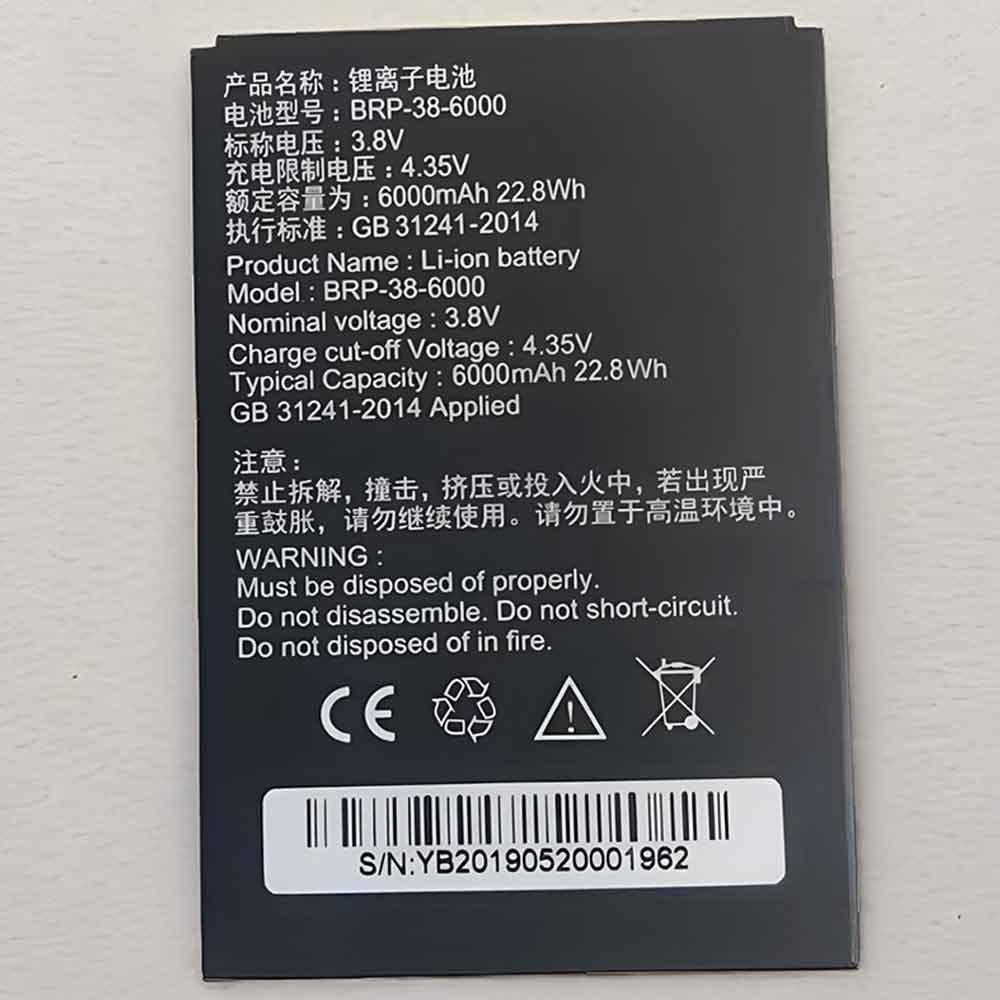 产品名称：锂离子电池
电池型号：BRP-38-6000
标称电压：3.8V
充电限制电压：4.35V
额定容量为：6000mAh 22.8Wh
执行标准：GB 31241-2014
Product Name : Li-ion battery
Model : BRP-38-6000
Nominal voltage : 3.8V
Charge cut-off Voltage : 4.35V
Typical Capacity : 6000mAh 22.8Wh
GB 31241-2014 Applied
注意：
禁止拆解，撞击，挤压或投入火中，若出现严
重鼓胀，请勿继续使用。请勿置于高温环境中。
WARNING :
Must be disposed of properly.
Do not disassemble. Do not short-circuit.
Do not disposed of in fire.
CE
S/N:YB20190520001962